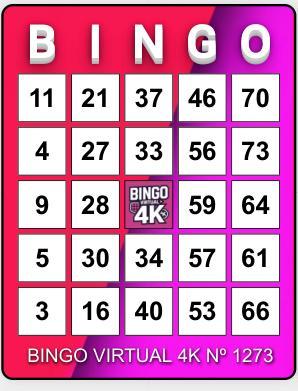 BINGO
11 21 37 46 70
4 27 33 56 73
9 28 BINGO VIRTUAL 4K 59 64
5 30 34 57 61
3 16 40 53 66
BINGO VIRTUAL 4K Nº 1273